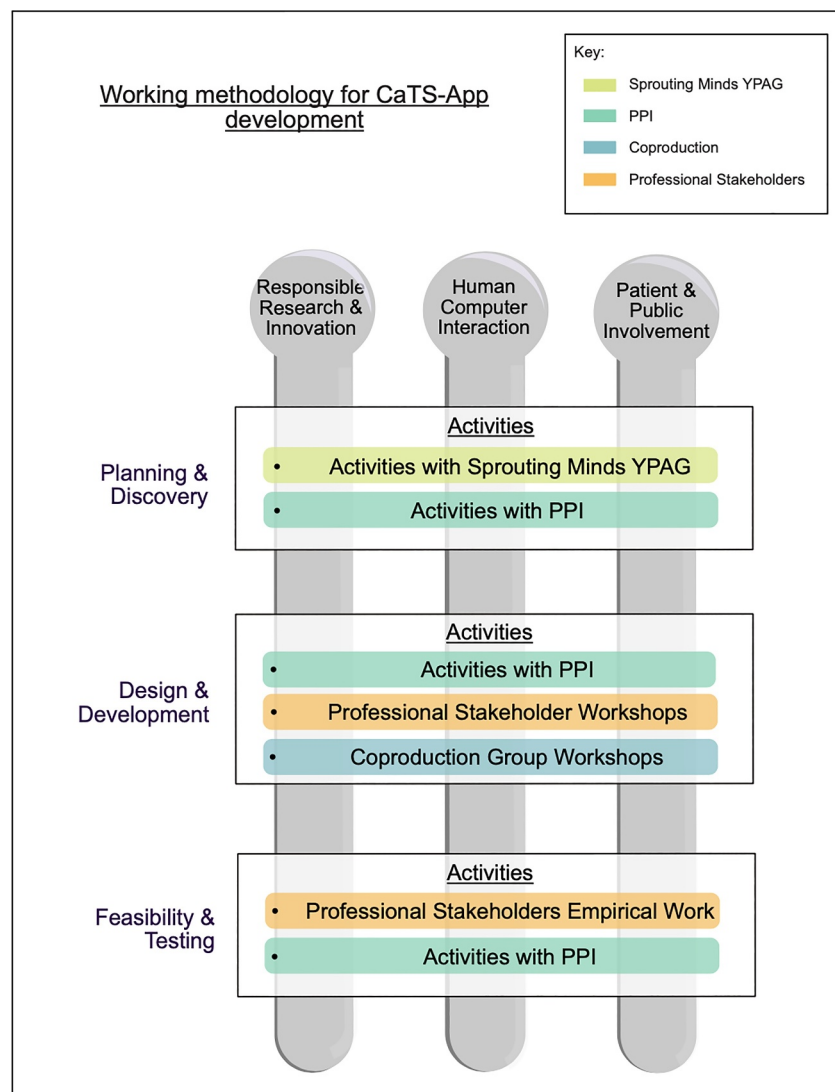 Working methodology for CaTS-App
development
Key:
Sprouting Minds YPAG
PPI
Coproduction
Professional Stakeholders
Responsible
Research &
Innovation
Human
Computer
Interaction
Patient &
Public
Involvement
Planning &
Discovery
Activities
• Activities with Sprouting Minds YPAG
• Activities with PPI
Design &
Development
Activities
• Activities with PPI
• Professional Stakeholder Workshops
• Coproduction Group Workshops
Feasibility &
Testing
Activities
• Professional Stakeholders Empirical Work
• Activities with PPI